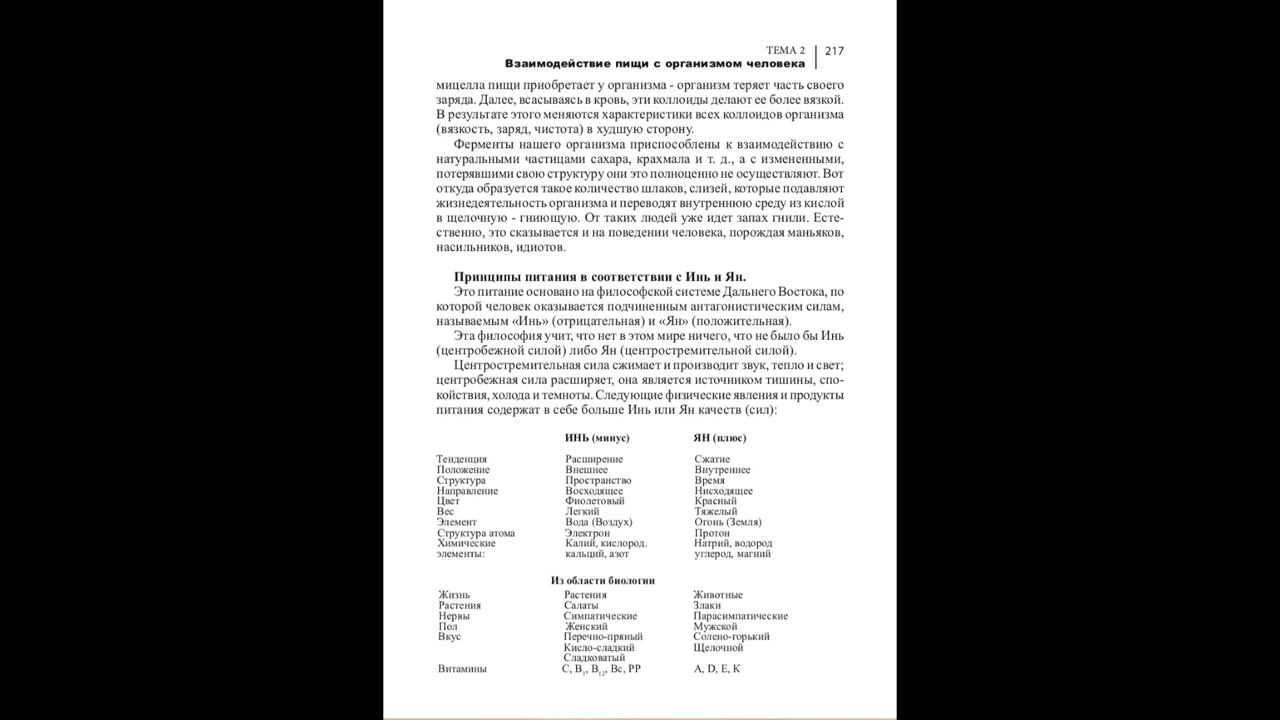 ТЕМА 2 217
Взаимодействие пищи с организмом человека
мицелла пищи приобретает у организма - организм теряет часть своего
заряда. Далее, всасываясь в кровь, эти коллоиды делают ее более вязкой.
В результате этого меняются характеристики всех коллоидов организма
(вязкость, заряд, чистота) в худшую сторону.
Ферменты нашего организма приспособлены к взаимодействию с
натуральными частицами сахара, крахмала и т. д., а с измененными,
потерявшими свою структуру они это полноценно не осуществляют. Вот
откуда образуется такое количество шлаков, слизей, которые подавляют
жизнедеятельность организма и переводят внутреннюю среду из кислой
в щелочную - гниющую. От таких людей уже идет запах гнили. Есте-
ственно, это сказывается и на поведении человека, порождая маньяков,
насильников, идиотов.
Принципы питания в соответствии с Инь и Ян.
Это питание основано на философской системе Дальнего Востока, по
которой человек оказывается подчиненным антагонистическим силам,
называемым «Инь» (отрицательная) и «Ян» (положительная).
Эта философия учит, что нет в этом мире ничего, что не было бы Инь
(центробежной силой) либо Ян (центростремительной силой).
Центростремительная сила сжимает и производит звук, тепло и свет;
центробежная сила расширяет, она является источником тишины, спо-
койствия, холода и темноты. Следующие физические явления и продукты
питания содержат в себе больше Инь или Ян качеств (сил):
ИНЬ (минус) ЯН (плюс)
Тенденция Расширение Сжатие
Положение Внешнее Внутреннее
Структура Пространство Время
Направление Восходящее Нисходящее
Цвет Фиолетовый Красный
Вес Легкий Тяжелый
Элемент Вода (Воздух) Огонь (Земля)
Структура атома Электрон Протон
Химические Калий, кислород. Натрий, водород
элементы: кальций, азот углерод, магний
Из области биологии
Жизнь Растения Животные
Растения Салаты Злаки
Нервы Симпатические Парасимпатические
Пол Женский Мужской
Вкус Перечно-пряный Солено-горький
Кисло-сладкий Щелочной
Сладковатый
Витамины С, В₁, В₁₂, Вс, РР А, D, Е, К